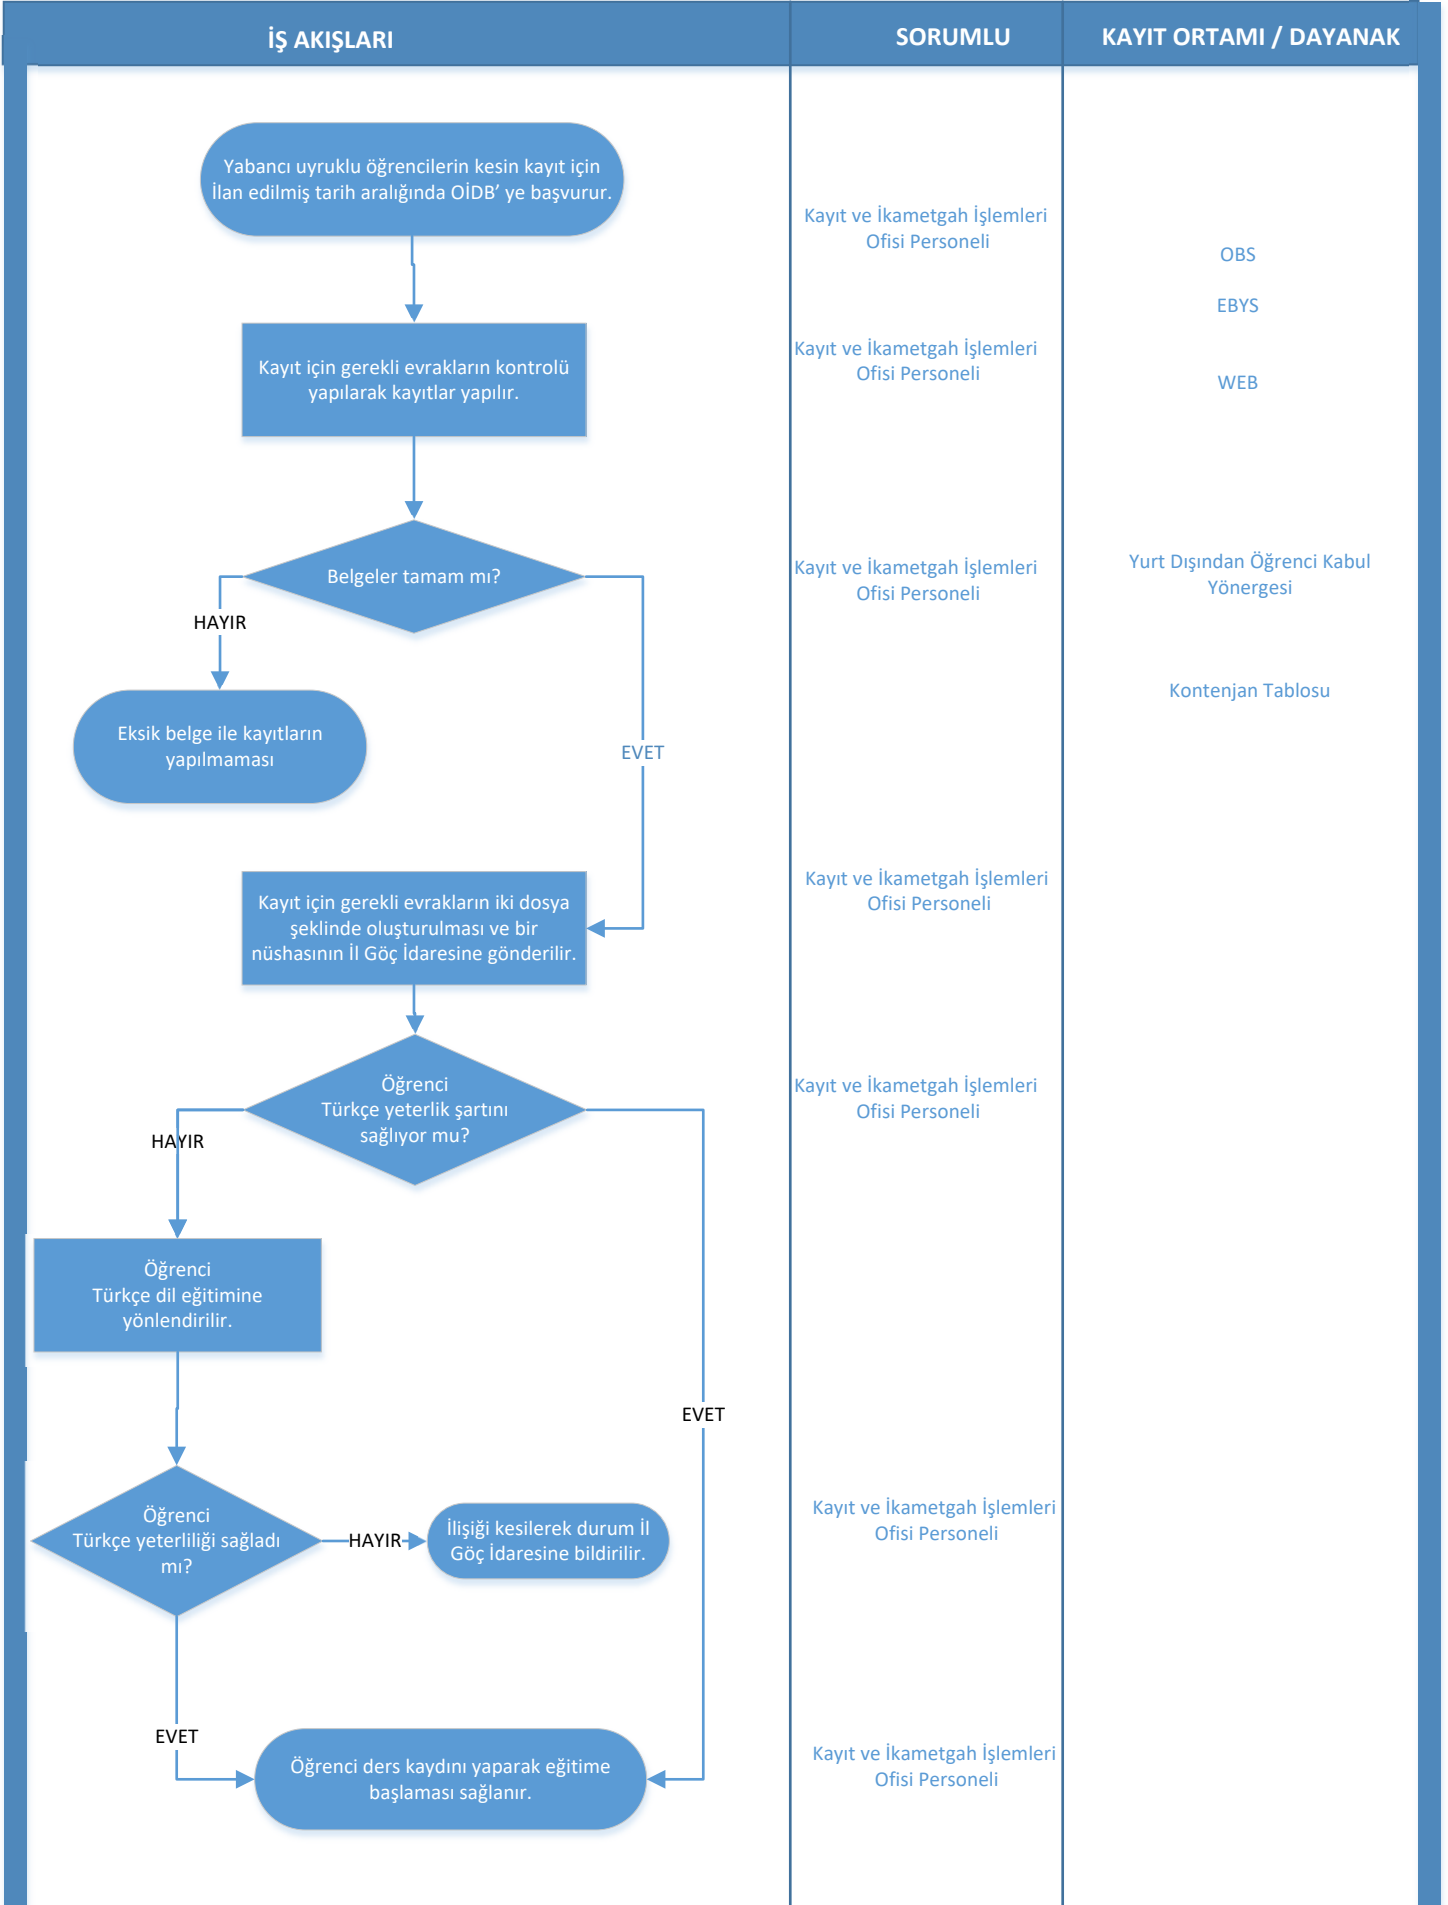 İŞ AKIŞLARI
SORUMLU
KAYIT ORTAMI / DAYANAK
Yabancı uyruklu öğrencilerin kesin kayıt için
İlan edilmiş tarih aralığında OİDB’ ye başvurur.
Kayıt ve İkametgah İşlemleri
Ofisi Personeli
OBS
EBYS
Kayıt için gerekli evrakların kontrolü
yapılarak kayıtlar yapılır.
Kayıt ve İkametgah İşlemleri
Ofisi Personeli
WEB
Belgeler tamam mı?
Kayıt ve İkametgah İşlemleri
Ofisi Personeli
Yurt Dışından Öğrenci Kabul
Yönergesi
HAYIR
Kontenjan Tablosu
Eksik belge ile kayıtların
yapılmaması
EVET
Kayıt için gerekli evrakların iki dosya
şeklinde oluşturulması ve bir
nüshasının İl Göç İdaresine gönderilir.
Kayıt ve İkametgah İşlemleri
Ofisi Personeli
Öğrenci
Türkçe yeterlik şartını
sağlıyor mu?
Kayıt ve İkametgah İşlemleri
Ofisi Personeli
HAYIR
Öğrenci
Türkçe dil eğitimine
yönlendirilir.
EVET
Öğrenci
Türkçe yeterliliği sağladı
mı?
HAYIR
İlişiği kesilerek durum İl
Göç İdaresine bildirilir.
Kayıt ve İkametgah İşlemleri
Ofisi Personeli
EVET
Öğrenci ders kaydını yaparak eğitime
başlaması sağlanır.
Kayıt ve İkametgah İşlemleri
Ofisi Personeli